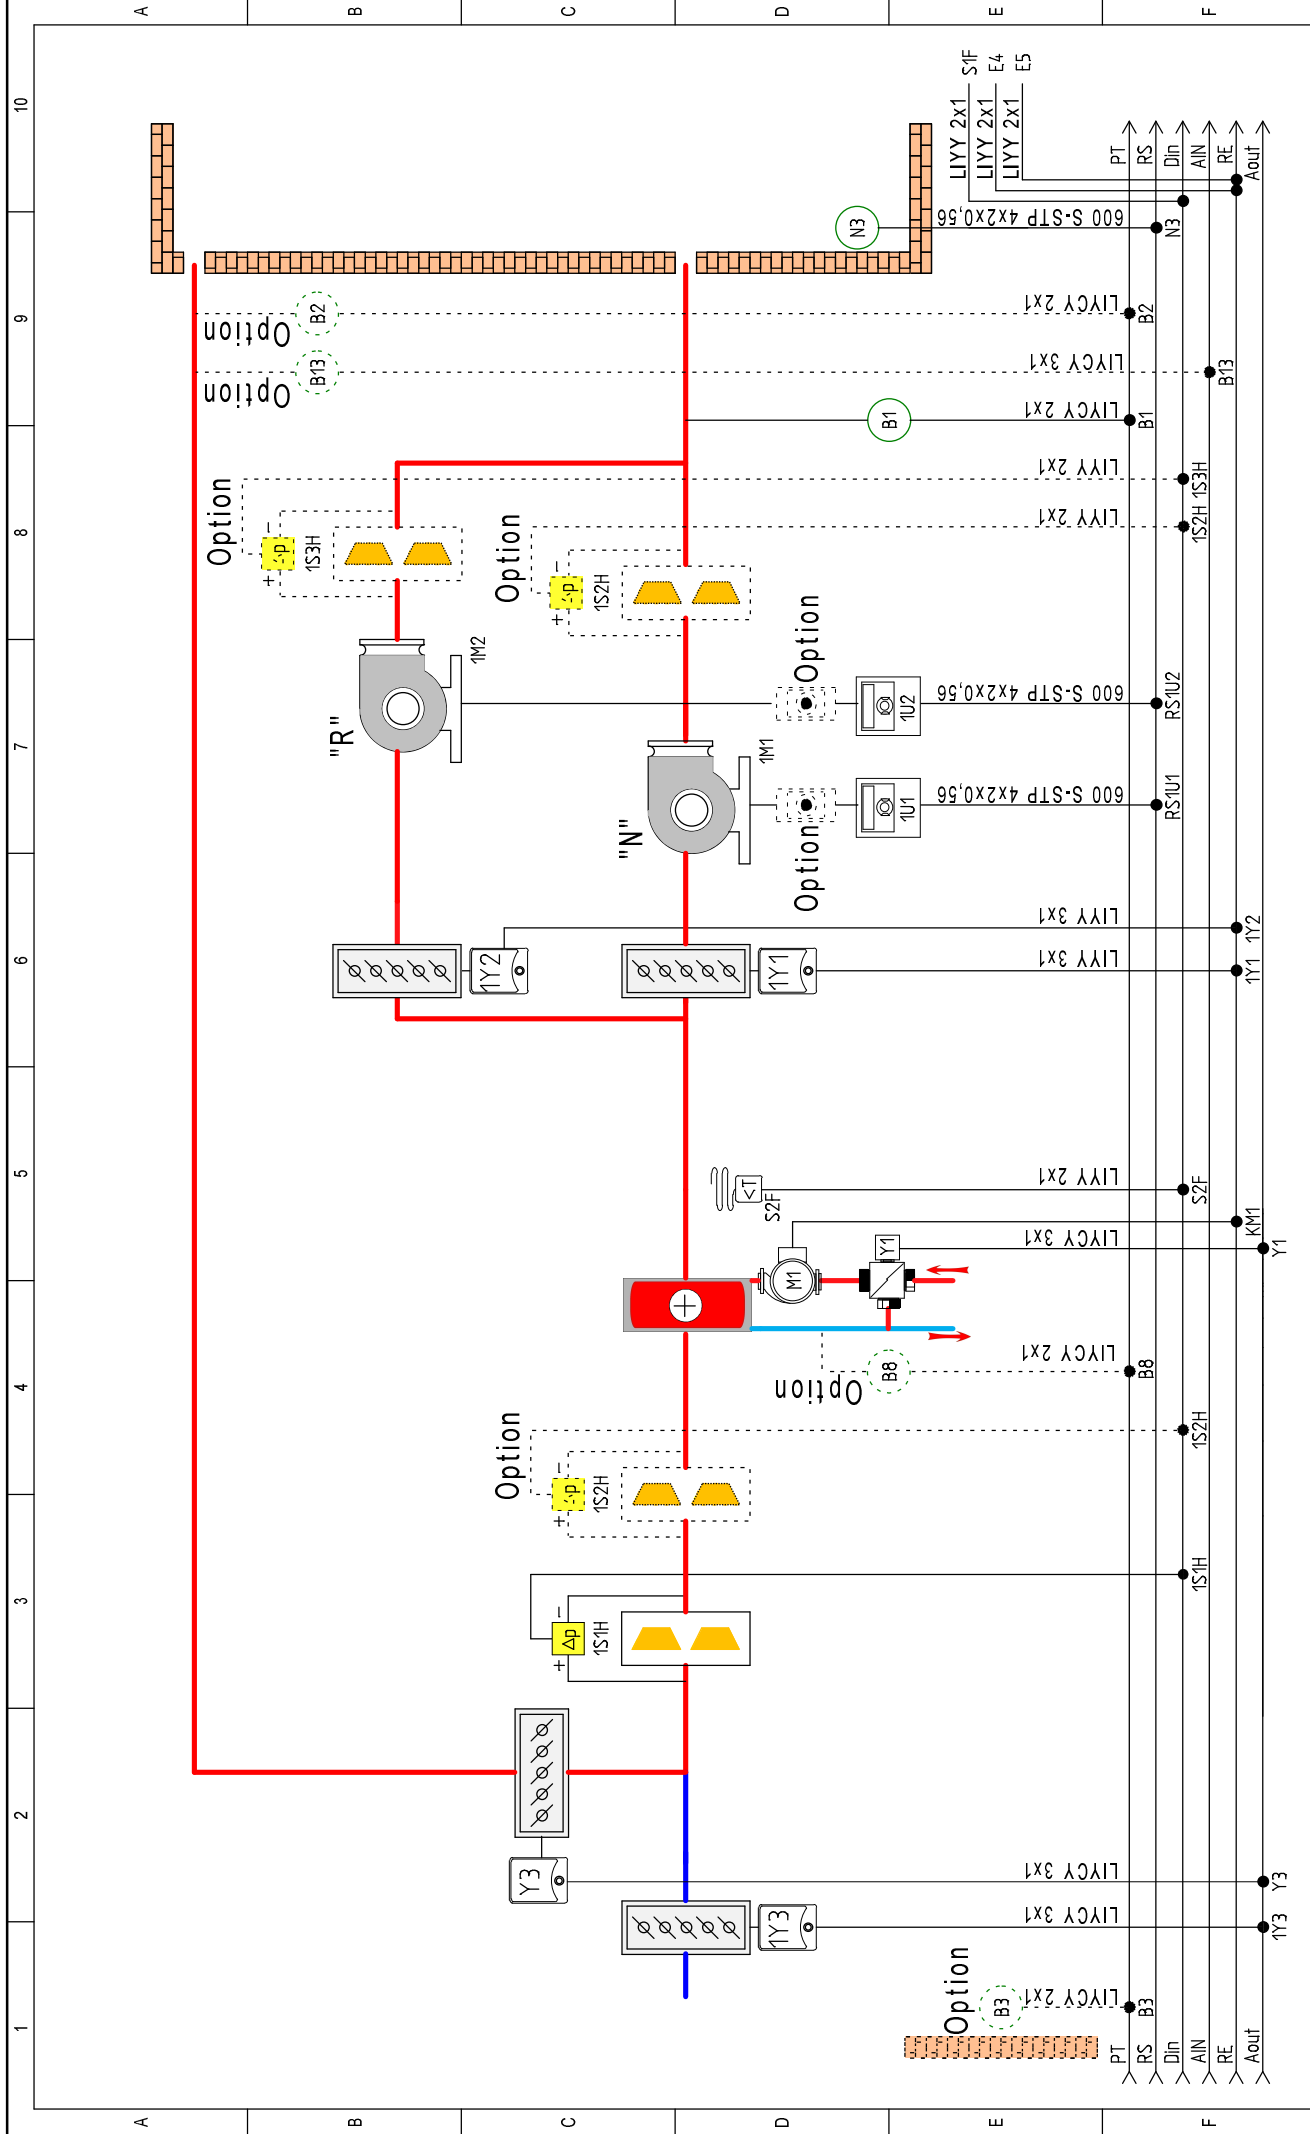 A
B
C
D
E
F
1
2
3
4
5
6
7
8
9
10
S1F
E4
E5
LIYY 2x1
LIYY 2x1
LIYY 2x1
PT
RS
Din
AIN
RE
Aout
N3
600 S-STP 4x2x0,56
N3
Option
B2
LIYCY 2x1
B2
Option
B13
LIYCY 3x1
B13
B1
LIYCY 2x1
B1
Option
+
-
1S3H
LIYY 2x1
1S3H
Option
+
-
1S2H
LIYY 2x1
1S2H
"R"
1M2
Option
1U2
600 S-STP 4x2x0,56
RS1U2
"N"
1M1
Option
1U1
600 S-STP 4x2x0,56
RS1U1
1Y2
LIYY 3x1
1Y2
1Y1
LIYY 3x1
1Y1
<T
S2F
LIYY 2x1
S2F
M1
KM1
Y1
LIYCY 3x1
Y1
Option
B8
LIYCY 2x1
B8
Option
+
-
1S2H
1S2H
+
Δp
-
1S1H
1S1H
Y3
LIYCY 3x1
Y3
1Y3
LIYCY 3x1
1Y3
Option
B3
LIYCY 2x1
B3
PT
RS
Din
AIN
RE
Aout
A
B
C
D
E
F